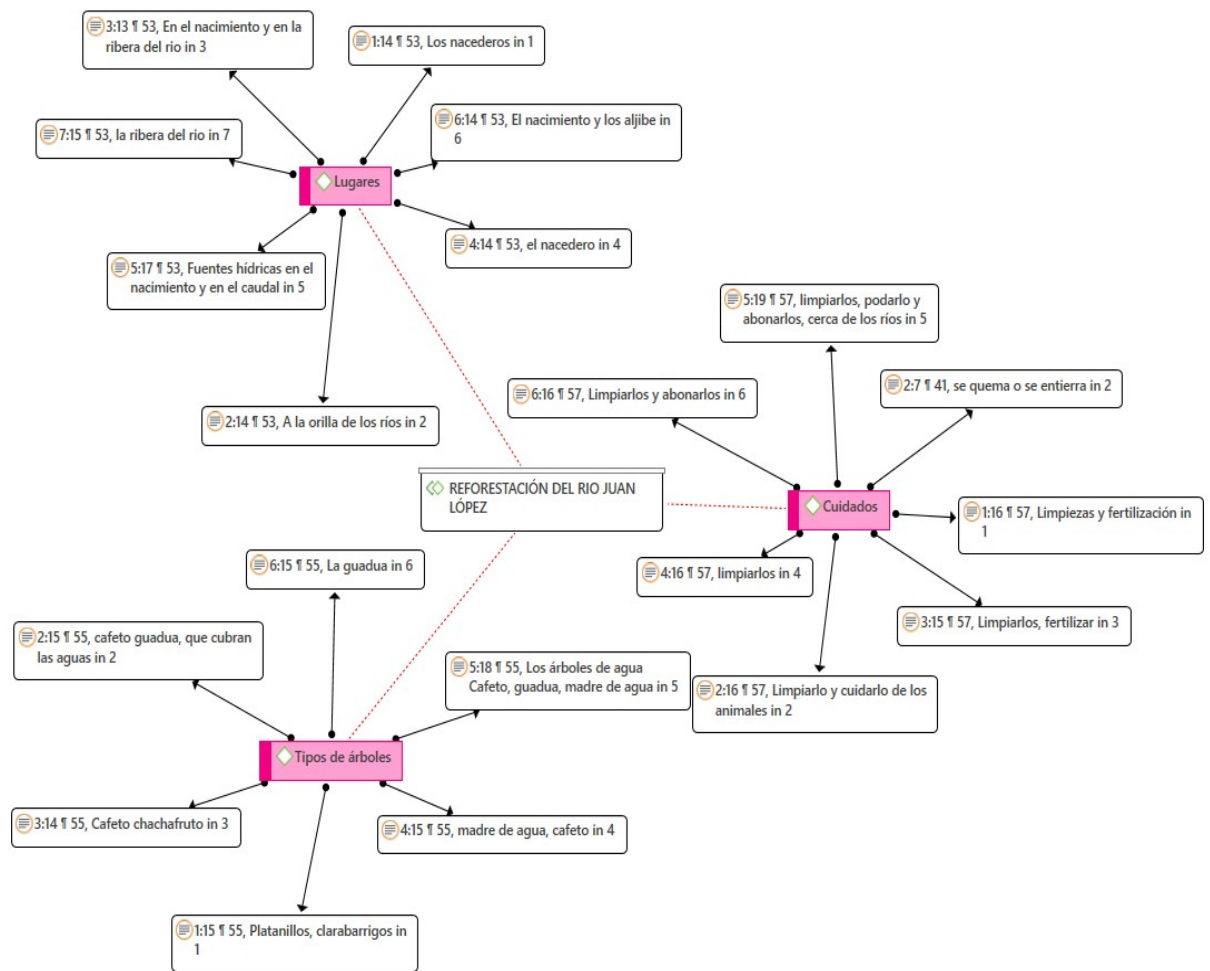 3:13 ¶ 53, En el nacimiento y en la
ribera del rio in 3
1:14 ¶ 53, Los nacederos in 1
7:15 ¶ 53, la ribera del rio in 7
6:14 ¶ 53, El nacimiento y los aljibe in
6
Lugares
4:14 ¶ 53, el nacedero in 4
5:17 ¶ 53, Fuentes hídricas en el
nacimiento y en el caudal in 5
2:14 ¶ 53, A la orilla de los ríos in 2
5:19 ¶ 57, limpiarlos, podarlo y
abonarlos, cerca de los ríos in 5
6:16 ¶ 57, Limpiarlos y abonarlos in 6
2:7 ¶ 41, se quema o se entierra in 2
REFORESTACIÓN DEL RIO JUAN
LÓPEZ
Cuidados
1:16 ¶ 57, Limpiezas y fertilización in
1
4:16 ¶ 57, limpiarlos in 4
3:15 ¶ 57, Limpiarlos, fertilizar in 3
2:16 ¶ 57, Limpiarlo y cuidarlo de los
animales in 2
6:15 ¶ 55, La guadua in 6
2:15 ¶ 55, cafeto guadua, que cubran
las aguas in 2
5:18 ¶ 55, Los árboles de agua
Cafeto, guadua, madre de agua in 5
Tipos de árboles
3:14 ¶ 55, Cafeto chachafruto in 3
4:15 ¶ 55, madre de agua, cafeto in 4
1:15 ¶ 55, Platanillos, clarabarrigos in
1